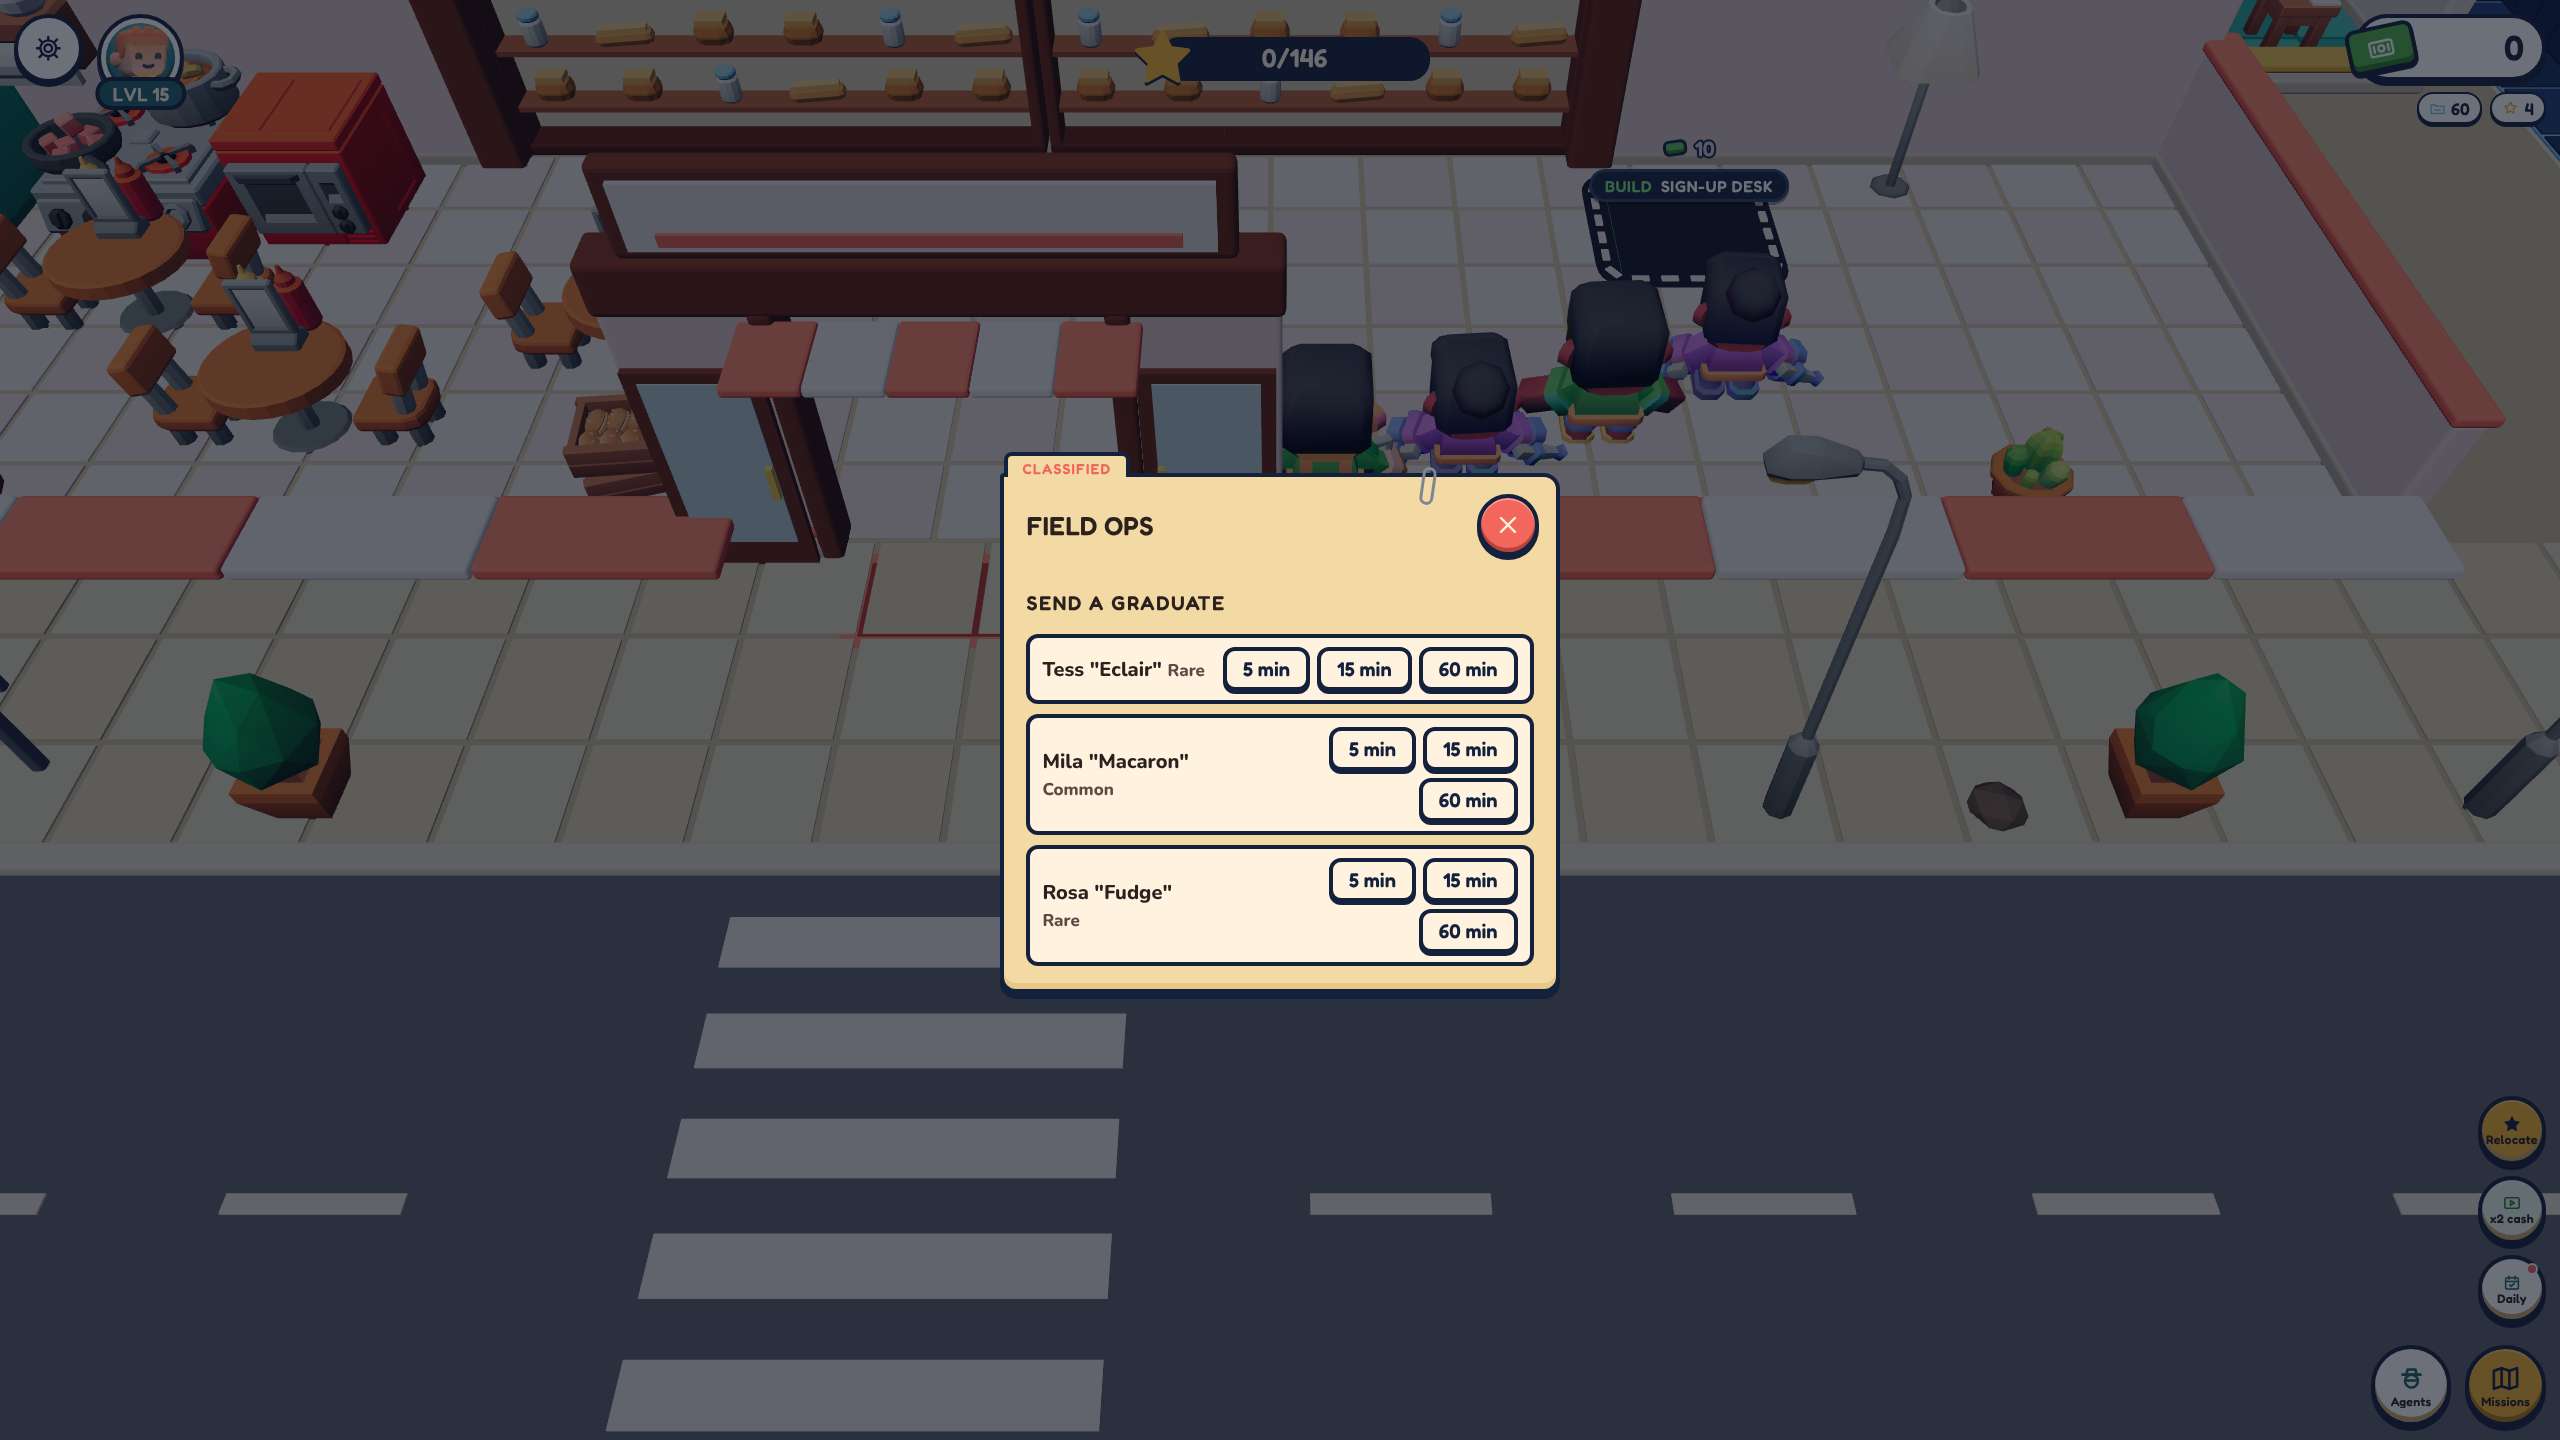 LVL 15
0/146
0
60
4
10
BUILD SIGN-UP DESK
CLASSIFIED
FIELD OPS
SEND A GRADUATE
Tess "Eclair" Rare 5 min 15 min 60 min
Mila "Macaron"
Common
5 min 15 min
60 min
Rosa "Fudge"
Rare
5 min 15 min
60 min
Relocate
x2 cash
Daily
Agents
Missions